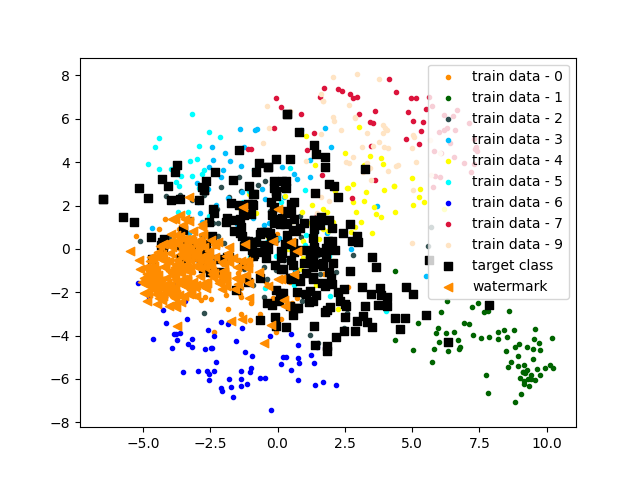 8
6
4
2
0
−2
−4
−6
−8
−5.0
−2.5
0.0
2.5
5.0
7.5
10.0
train data - 0
train data - 1
train data - 2
train data - 3
train data - 4
train data - 5
train data - 6
train data - 7
train data - 9
target class
watermark